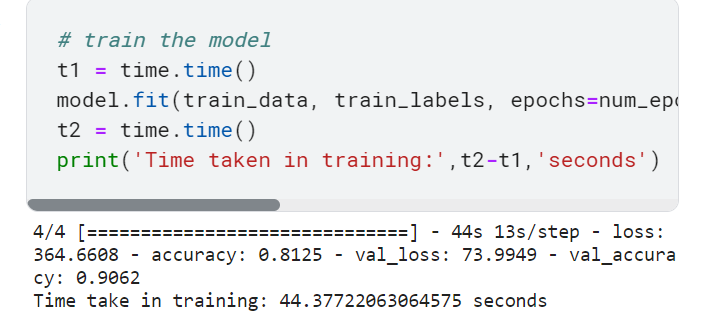 # train the model
t1 = time.time()
model.fit(train_data, train_labels, epochs=num_epo
t2 = time.time()
print('Time taken in training:',t2-t1,'seconds')
4/4 [==============================] - 44s 13s/step - loss:
364.6608 - accuracy: 0.8125 - val_loss: 73.9949 - val_accura
cy: 0.9062
Time take in training: 44.37722063064575 seconds